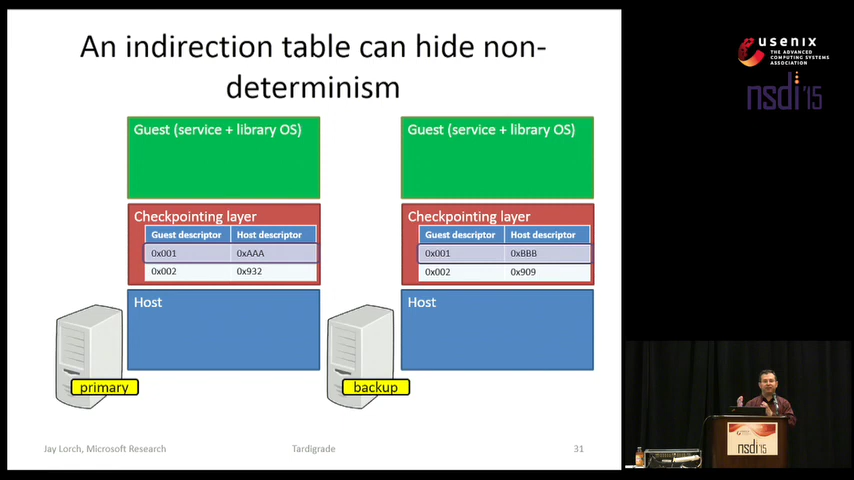 An indirection table can hide non-
determinism
Guest (service + library OS)
Guest (service + library OS)
Checkpointing layer
Guest descriptor Host descriptor
0x001 0xAAA
0x002 0x932
Checkpointing layer
Guest descriptor Host descriptor
0x001 0xBBB
0x002 0x909
Host
Host
primary
backup
Jay Lorch, Microsoft Research
Tardigrade
31
usenix
THE ADVANCED
COMPUTING SYSTEMS
ASSOCIATION
nsdi'15
nsdi'15